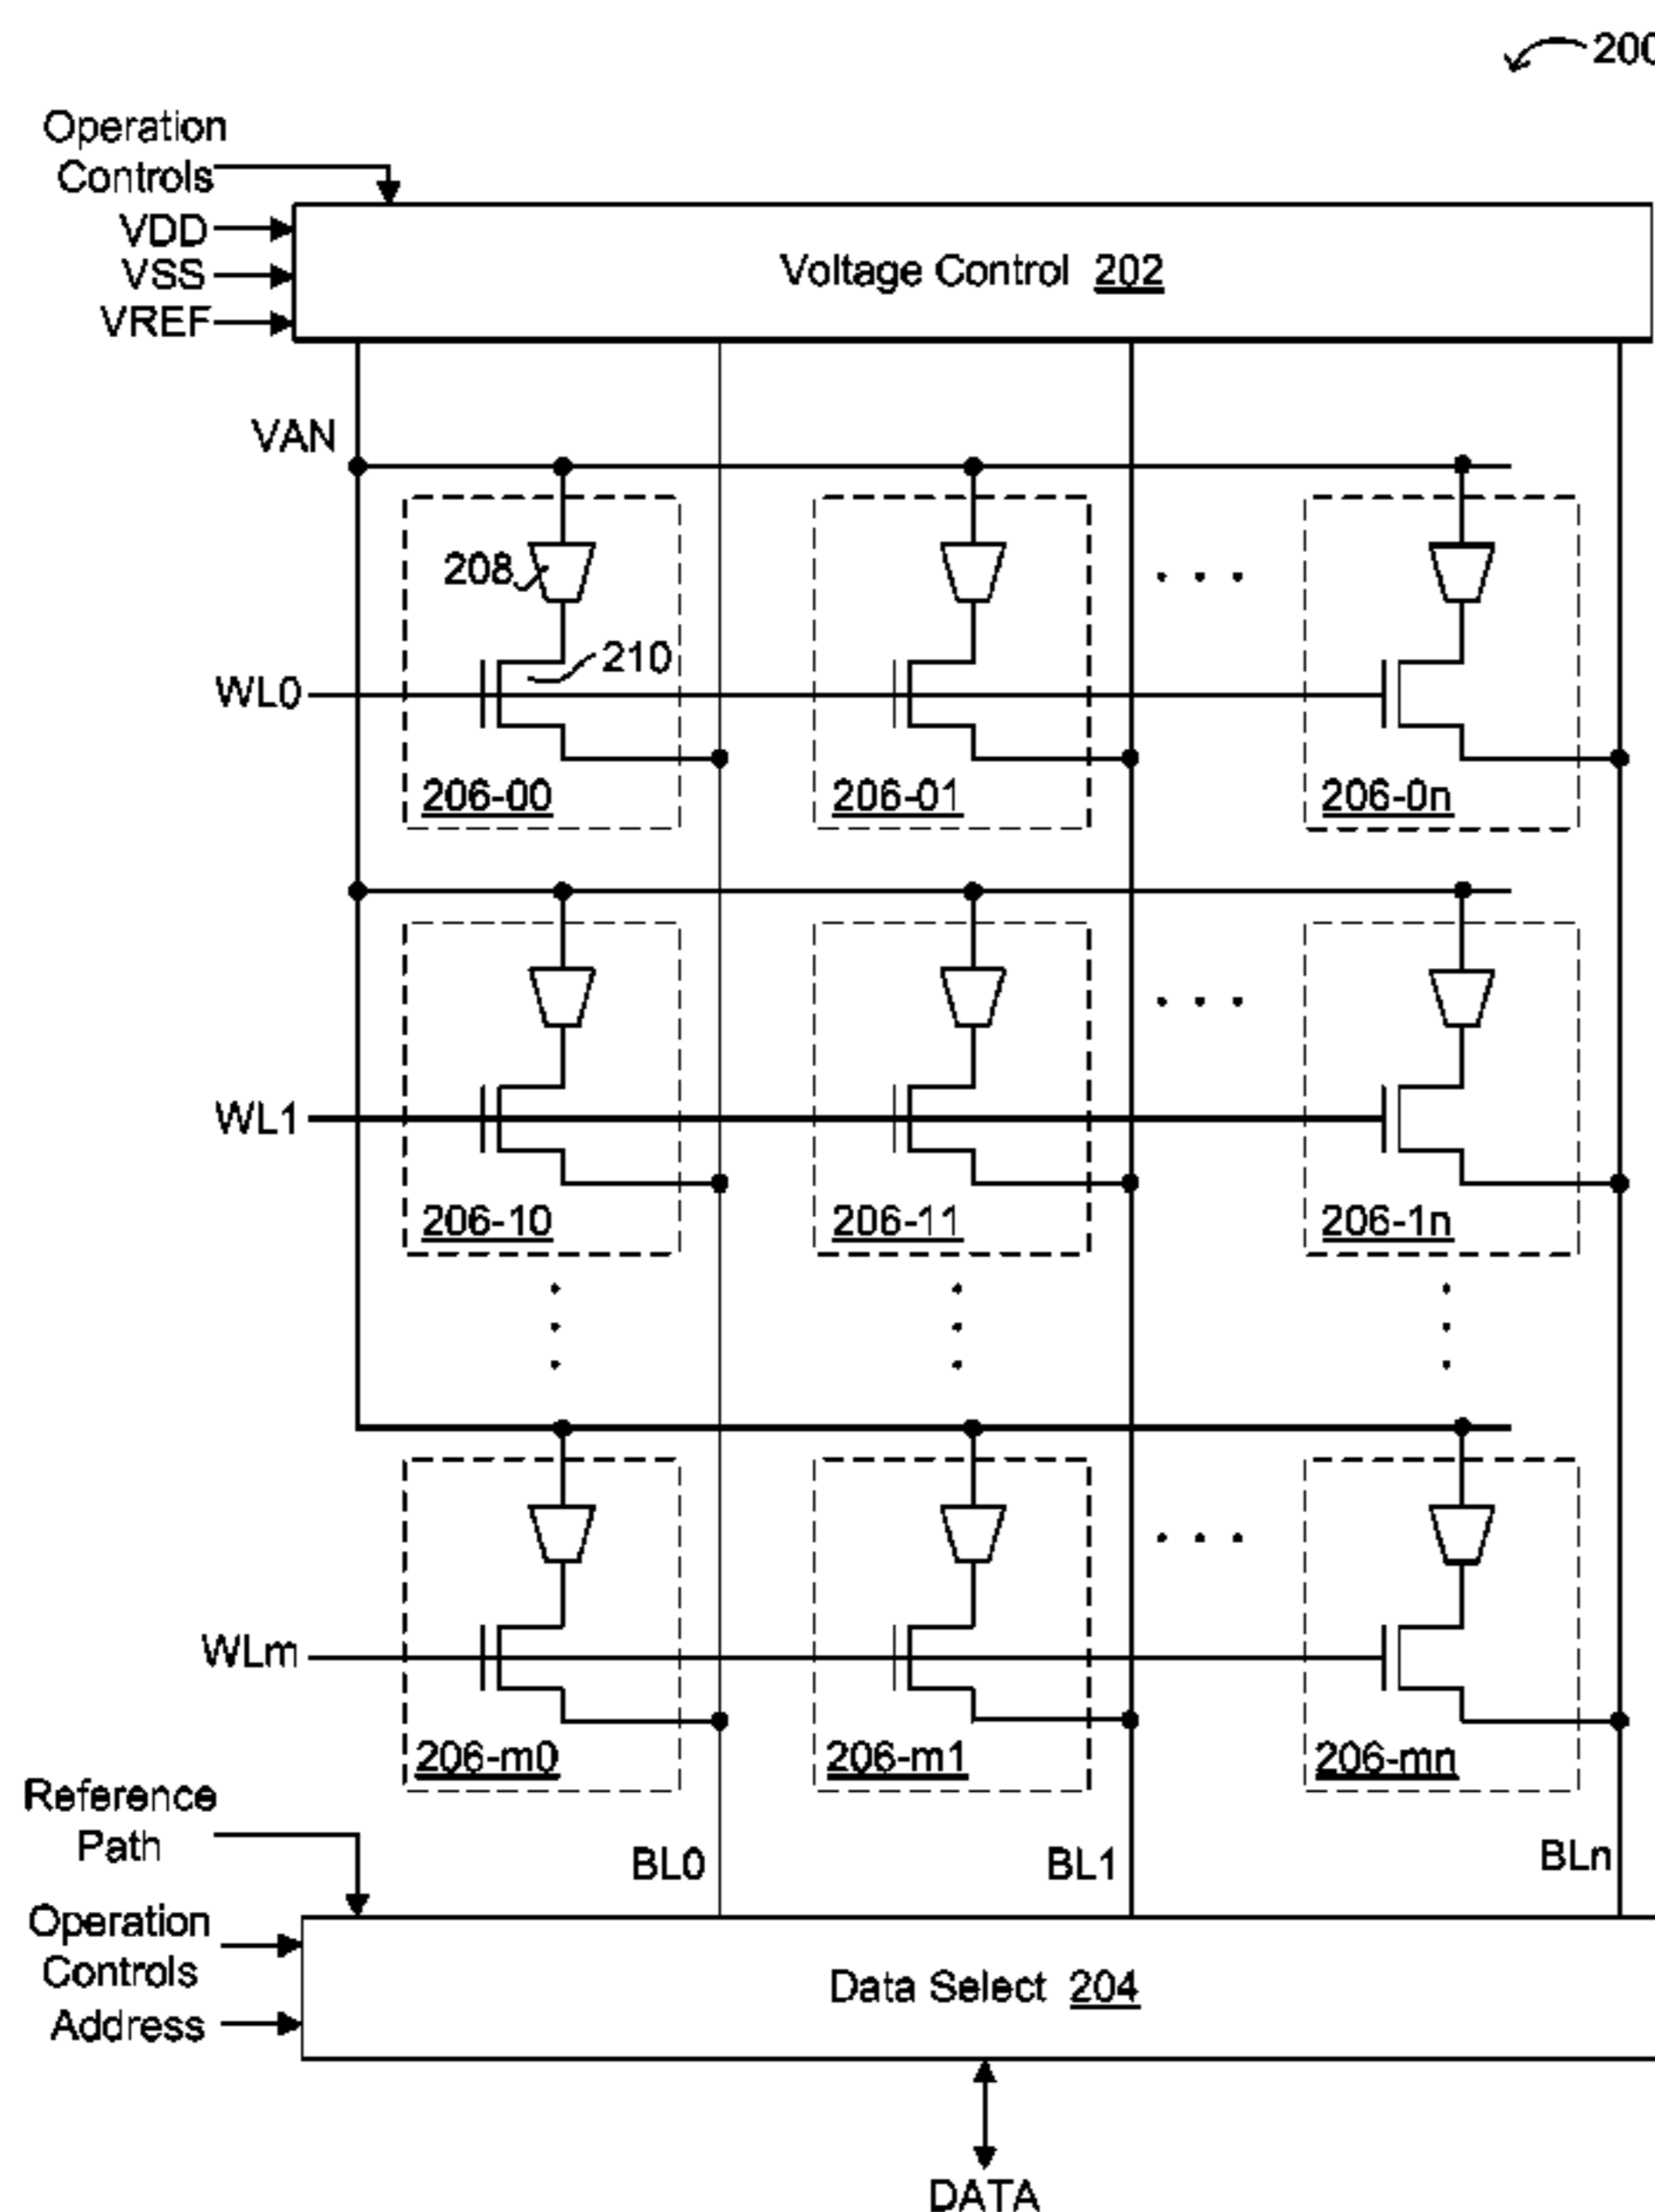 200
Operation
Controls
VDD
VSS
VREF
Voltage Control 202
VAN
208
210
WL0
206-00
206-01
206-0n
WL1
206-10
206-11
206-1n
WLm
206-m0
206-m1
206-mn
Reference
Path
BL0
BL1
BLn
Operation
Controls
Address
Data Select 204
DATA